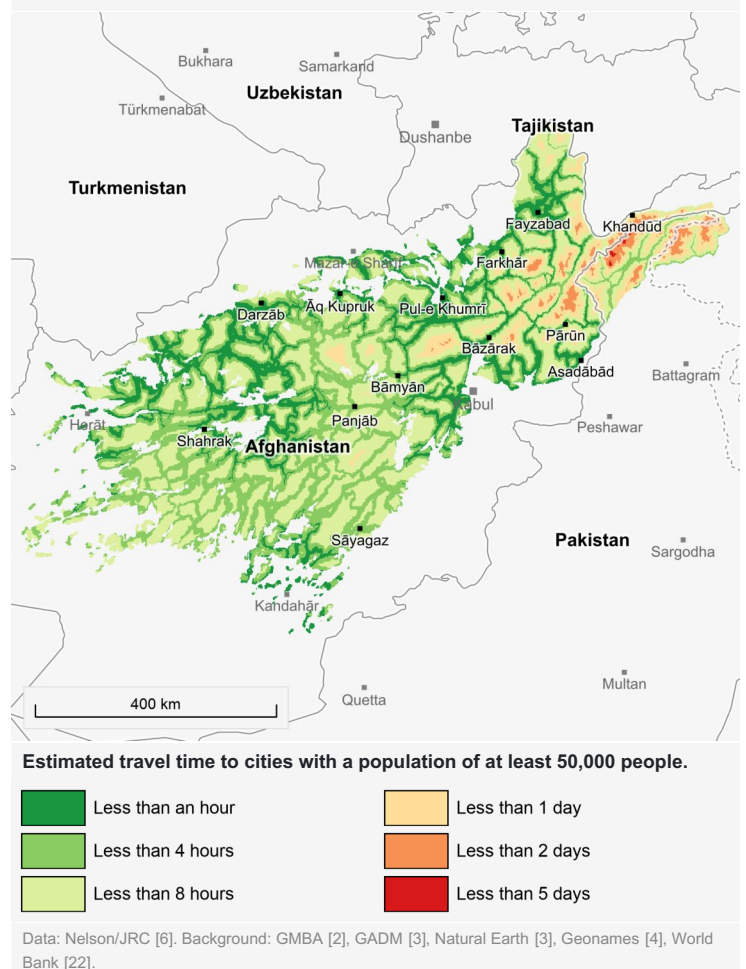 Bukhara
Samarkand
Uzbekistan
Türkmenabat
Dushanbe
Tajikistan
Turkmenistan
Fayzabad
Khandūd
Mazar-e Sharif
Farkhār
Darzāb
Āq Kupruk
Pul-e Khumrī
Pārūn
Bāzārak
Asadābād
Bāmyān
Battagram
Kabul
Panjāb
Herāt
Peshawar
Shahrak
Afghanistan
Sāyagaz
Pakistan
Sargodha
Kandahār
Multan
Quetta
400 km
Estimated travel time to cities with a population of at least 50,000 people.
Less than an hour
Less than 1 day
Less than 4 hours
Less than 2 days
Less than 8 hours
Less than 5 days
Data: Nelson/JRC [6]. Background: GMBA [2], GADM [3], Natural Earth [3], Geonames [4], World
Bank [22].